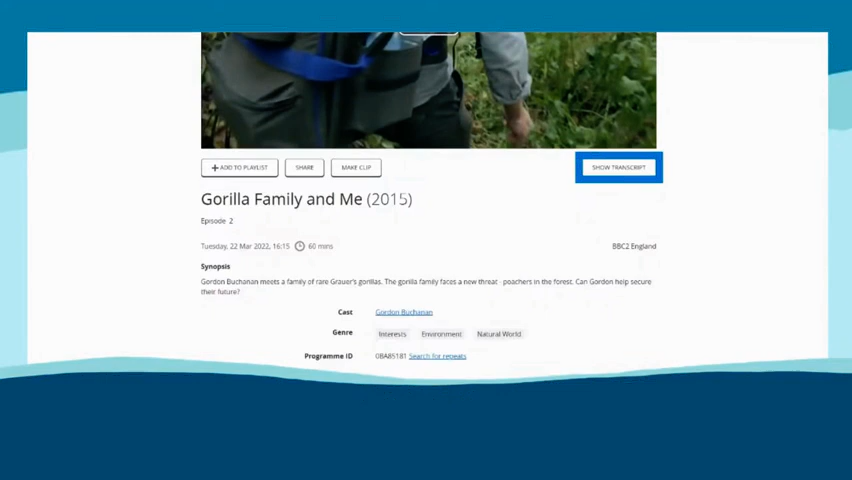 ADD TO PLAYLIST SHARE MAKE CLIP SHOW TRANSCRIPT
Gorilla Family and Me (2015)
Episode 2
Tuesday, 22 Mar 2022, 16:15 60 mins BBC2 England
Synopsis
Gordon Buchanan meets a family of rare Grauer's gorillas. The gorilla family faces a new threat - poachers in the forest. Can Gordon help secure
their future?
Cast Gordon Buchanan
Genre Interests Environment Natural World
Programme ID 0BA85181 Search for repeats